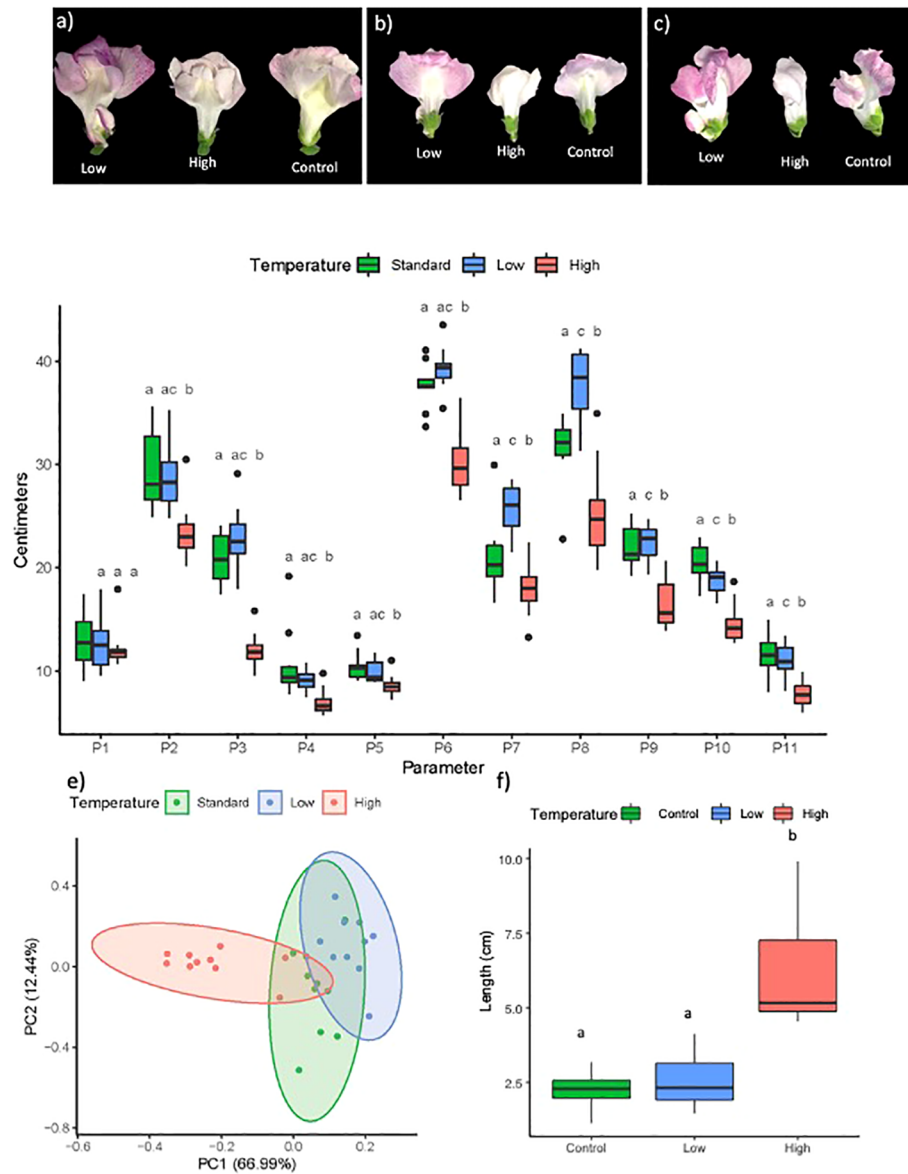 a)
b)
c)
Low
High
Control
Low
High
Control
Low
High
Control
Temperature Standard Low High
a a a
a ac b
a ac b
a ac b
a ac b
a ac b
a c b
a c b
a c b
a c b
a c b
Centimeters
40
30
20
10
P1 P2 P3 P4 P5 P6 P7 P8 P9 P10 P11
Parameter
e)
Temperature Standard Low High
PC2 (12.44%)
0.4
0.0
−0.4
−0.8
−0.6 −0.4 −0.2 0.0 0.2
PC1 (66.99%)
f)
Temperature Control Low High
b
a
a
Length (cm)
10.0
7.5
5.0
2.5
Control Low High